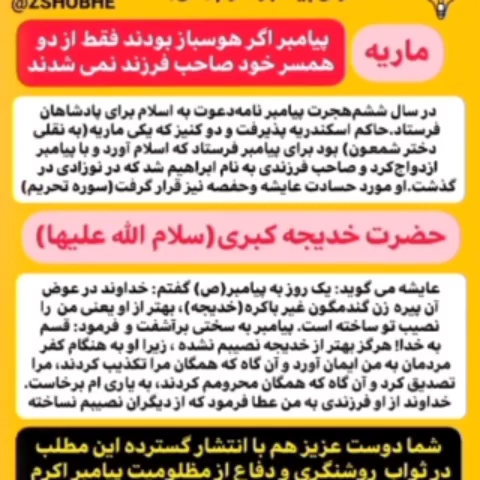 @ZSHOBHE
پیامبر اگر هوسباز بودند فقط از دو
همسر خود صاحب فرزند نمی شدند
ماریه
در سال ششم‌هجرت پیامبر نامه‌دعوت به اسلام برای پادشاهان
فرستاد.حاکم اسکندریه پذیرفت و دو کنیز که یکی ماریه(به نقلی
دختر شمعون) بود برای پیامبر فرستاد که اسلام آورد و با پیامبر
ازدواج‌کرد و صاحب فرزندی به نام ابراهیم شد که در نوزادی در
گذشت.او مورد حسادت عایشه وحفصه نیز قرار گرفت(سوره تحریم)
حضرت خدیجه کبری(سلام الله علیها)
عایشه می گوید: یک روز به پیامبر(ص) گفتم: خداوند در عوض
آن پیره زن گندمگون غیر باکره(خدیجه)، بهتر از او یعنی من را
نصیب تو ساخته است. پیامبر به سختی برآشفت و فرمود: قسم
به خدا! هرگز بهتر از خدیجه نصیبم نشده ، زیرا او به هنگام کفر
مردمان به من ایمان آورد و آن گاه که همگان مرا تکذیب کردند، مرا
تصدیق کرد و آن گاه که همگان محرومم کردند، به یاری ام برخاست.
خداوند از او فرزندی به من عطا فرمود که از دیگران نصیبم نساخته
شما دوست عزیز هم با انتشار گسترده این مطلب
در ثواب روشنگری و دفاع از مظلومیت پیامبر اکرم